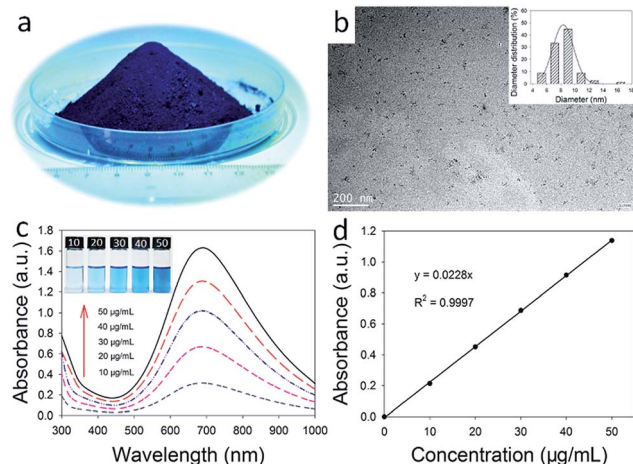 a
b
Diameter distribution (%)
60
50
40
30
20
10
0
4 6 8 10 12 14 16 18
Diameter (nm)
200 nm
c
Absorbance (a.u.)
1.8
1.6
1.4
1.2
1.0
0.8
0.6
0.4
0.2
0.0
10 20 30 40 50
50 µg/mL
40 µg/mL
30 µg/mL
20 µg/mL
10 µg/mL
300 400 500 600 700 800 900 1000
Wavelength (nm)
d
Absorbance (a.u.)
1.2
1.0
0.8
0.6
0.4
0.2
0.0
y = 0.0228x
R² = 0.9997
0 10 20 30 40 50
Concentration (µg/mL)